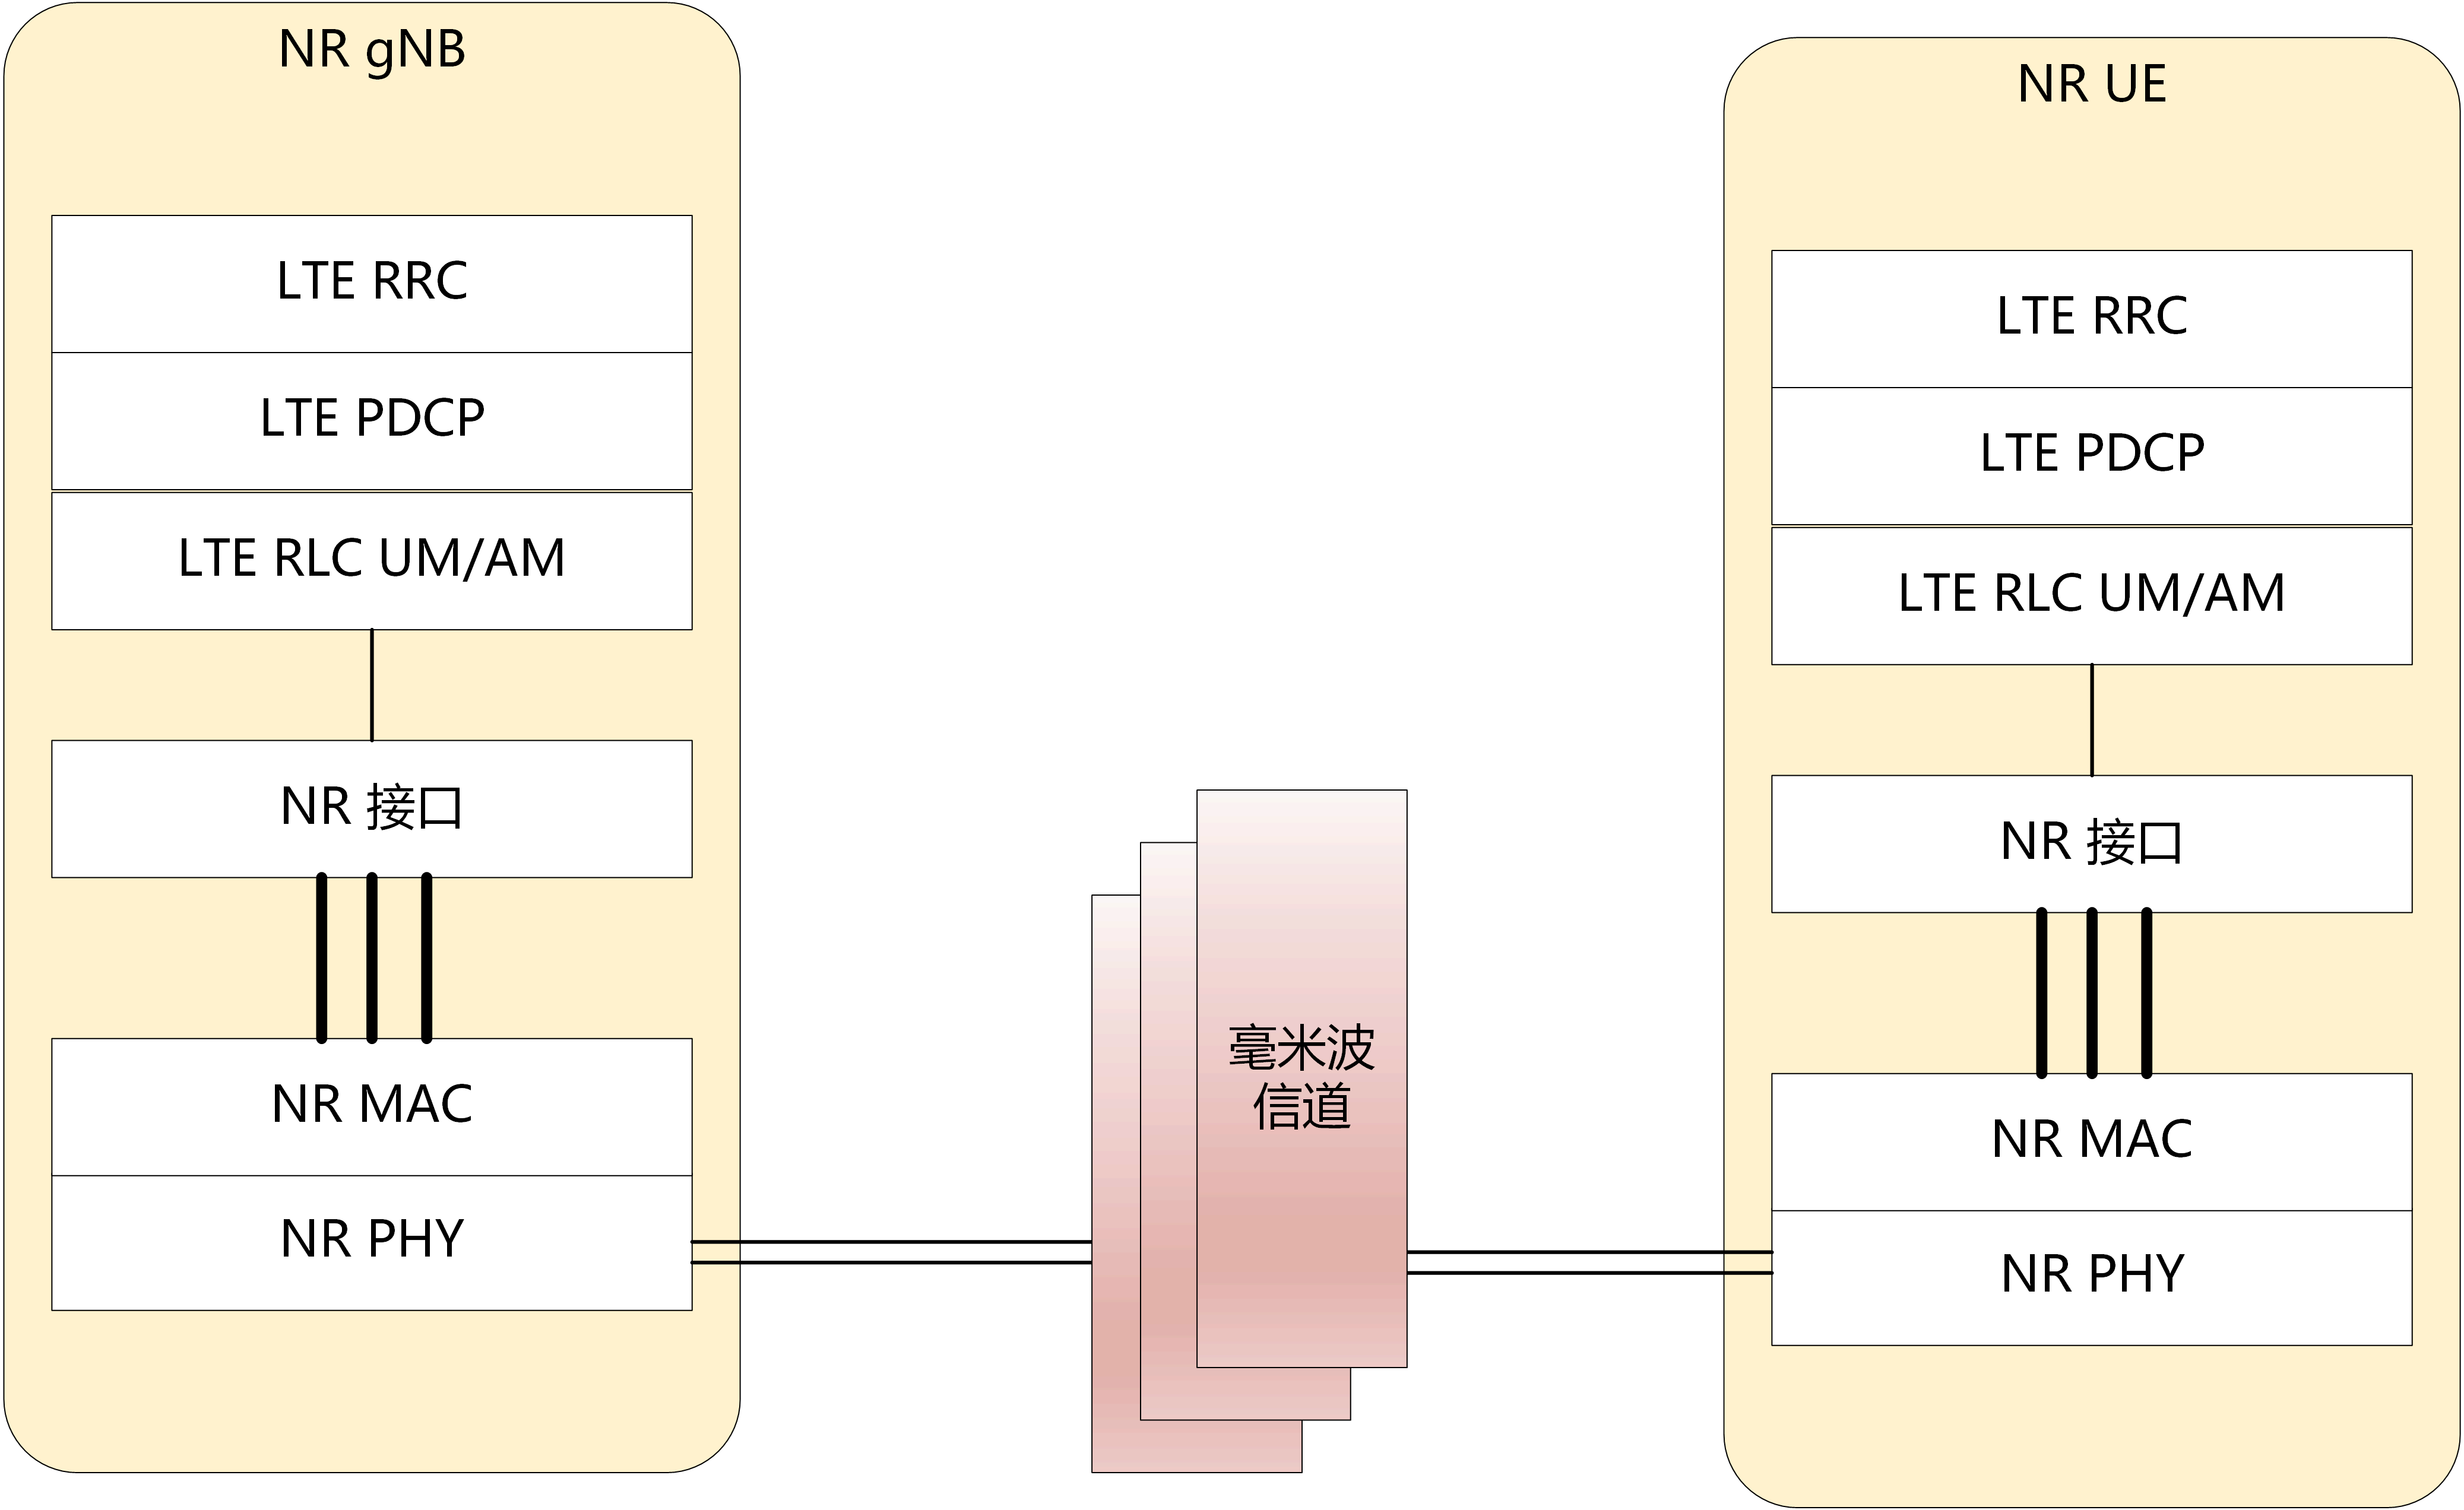 NR gNB
LTE RRC
LTE PDCP
LTE RLC UM/AM
NR 接口
NR MAC
NR PHY
毫米波
信道
NR UE
LTE RRC
LTE PDCP
LTE RLC UM/AM
NR 接口
NR MAC
NR PHY